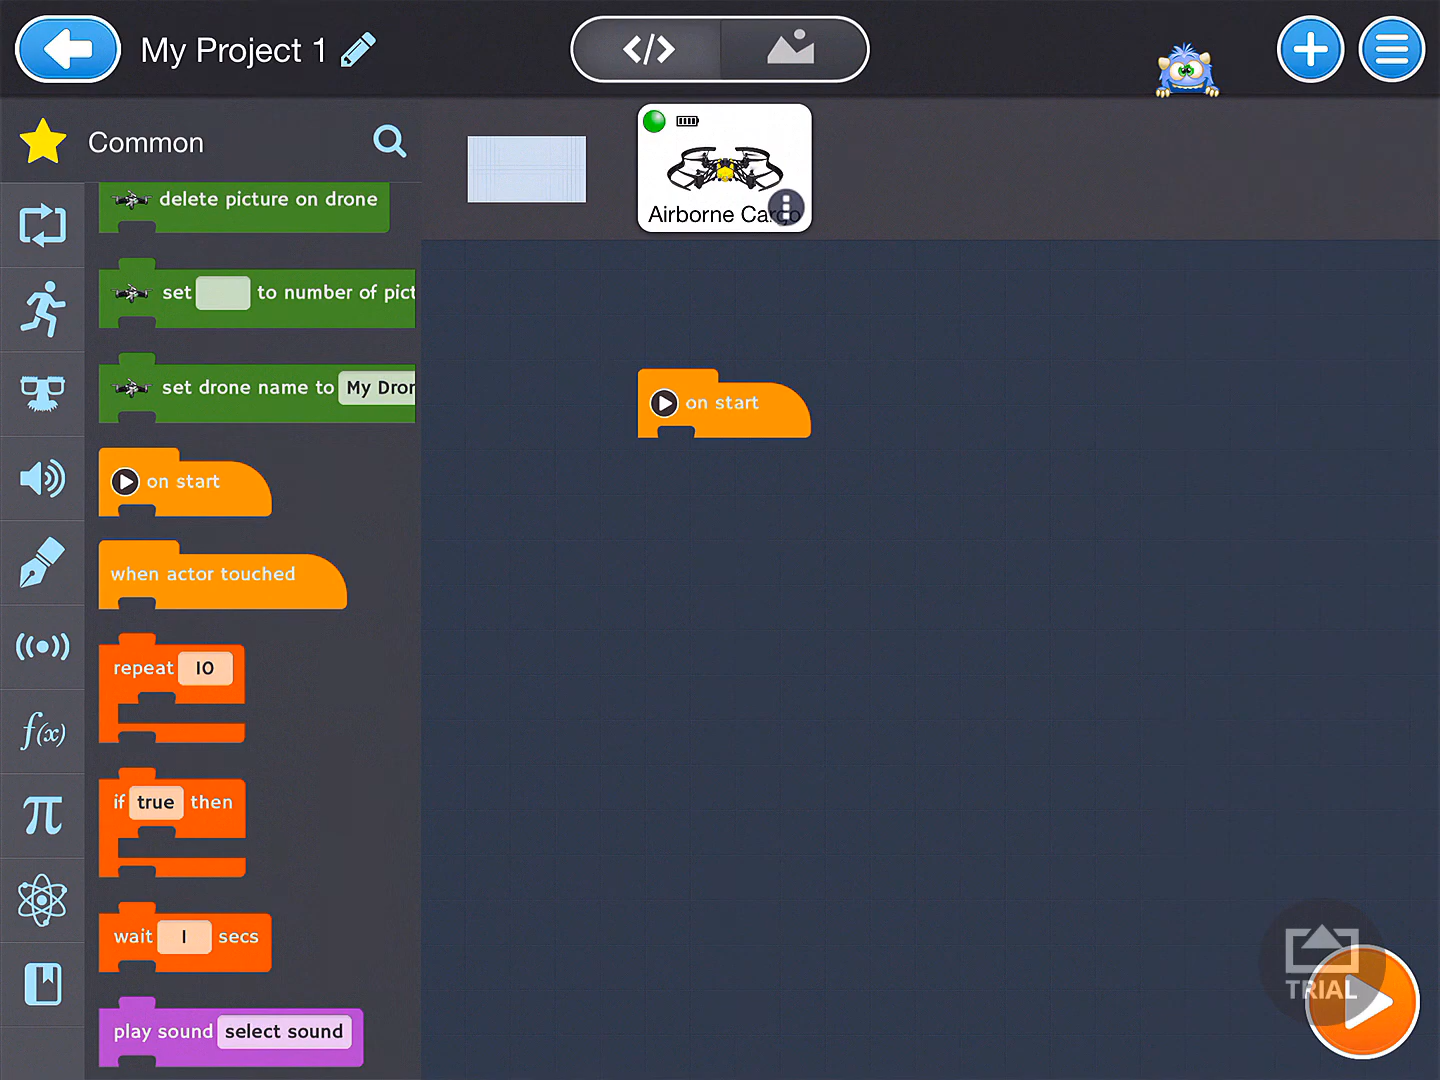 My Project 1
Common
Airborne Cargo
delete picture on drone
set to number of pict
set drone name to My Dron
on start
on start
when actor touched
repeat 10
f(x)
if true then
π
wait 1 secs
TRIAL
play sound select sound